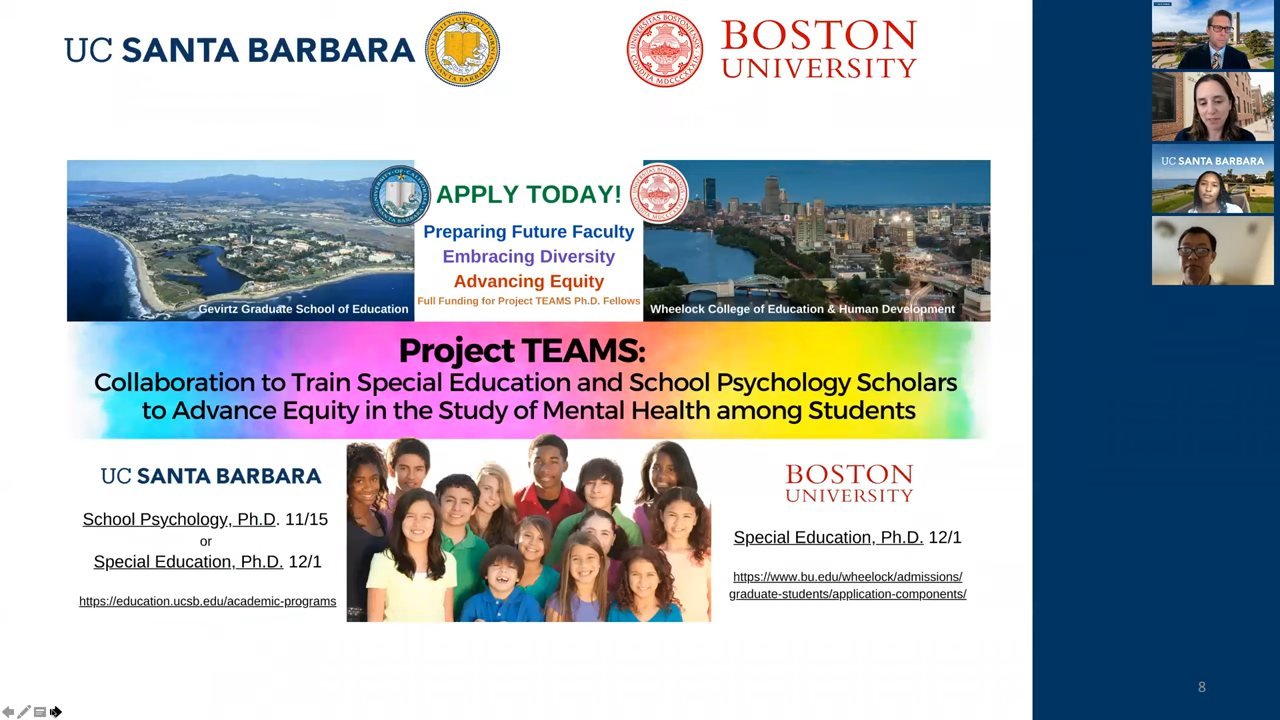 UC SANTA BARBARA
BOSTON
UNIVERSITY
UC SANTA BARBARA
APPLY TODAY!
Preparing Future Faculty
Embracing Diversity
Advancing Equity
Full Funding for Project TEAMS Ph.D. Fellows
Gevirtz Graduate School of Education
Wheelock College of Education & Human Development
Project TEAMS:
Collaboration to Train Special Education and School Psychology Scholars
to Advance Equity in the Study of Mental Health among Students
UC SANTA BARBARA
School Psychology, Ph.D. 11/15
or
Special Education, Ph.D. 12/1
https://education.ucsb.edu/academic-programs
BOSTON
UNIVERSITY
Special Education, Ph.D. 12/1
https://www.bu.edu/wheelock/admissions/
graduate-students/application-components/
8